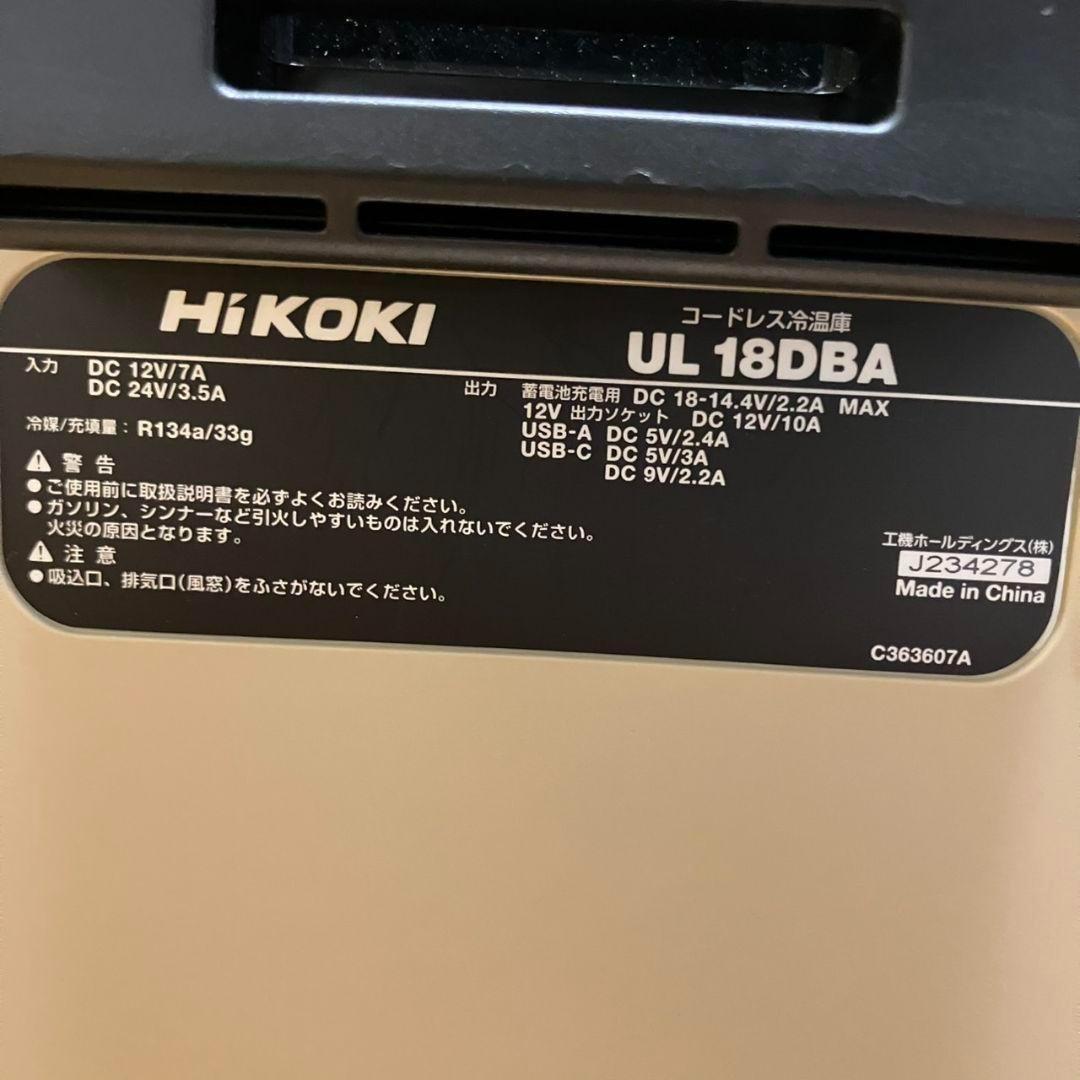 HiKOKI
コードレス冷温庫
UL 18DBA
入力 DC 12V/7A
DC 24V/3.5A
冷媒/充填量: R134a/33g
出力 蓄電池充電用 DC 18-14.4V/2.2A MAX
12V 出力ソケット DC 12V/10A
USB-A DC 5V/2.4A
USB-C DC 5V/3A
DC 9V/2.2A
警告
●ご使用前に取扱説明書を必ずよくお読みください。
●ガソリン、シンナーなど引火しやすいものは入れないでください。
火災の原因となります。
注意
●吸込口、排気口(風窓)をふさがないでください。
工機ホールディングス(株)
J234278
Made in China
C363607A